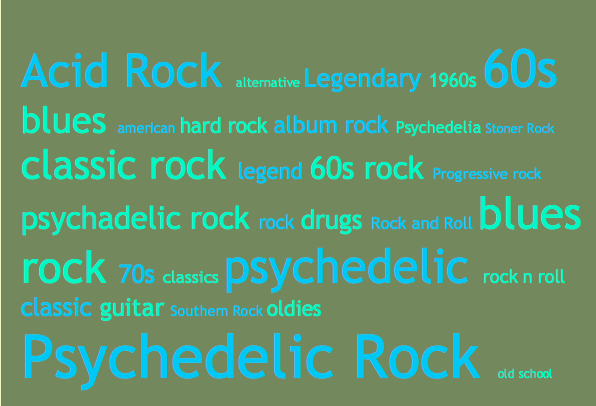 Acid Rock alternative Legendary 1960s 60s
blues american hard rock album rock Psychedelia Stoner Rock
classic rock legend 60s rock Progressive rock
psychadelic rock rock drugs Rock and Roll blues
rock 70s classics psychedelic rock n roll
classic guitar Southern Rock oldies
Psychedelic Rock old school